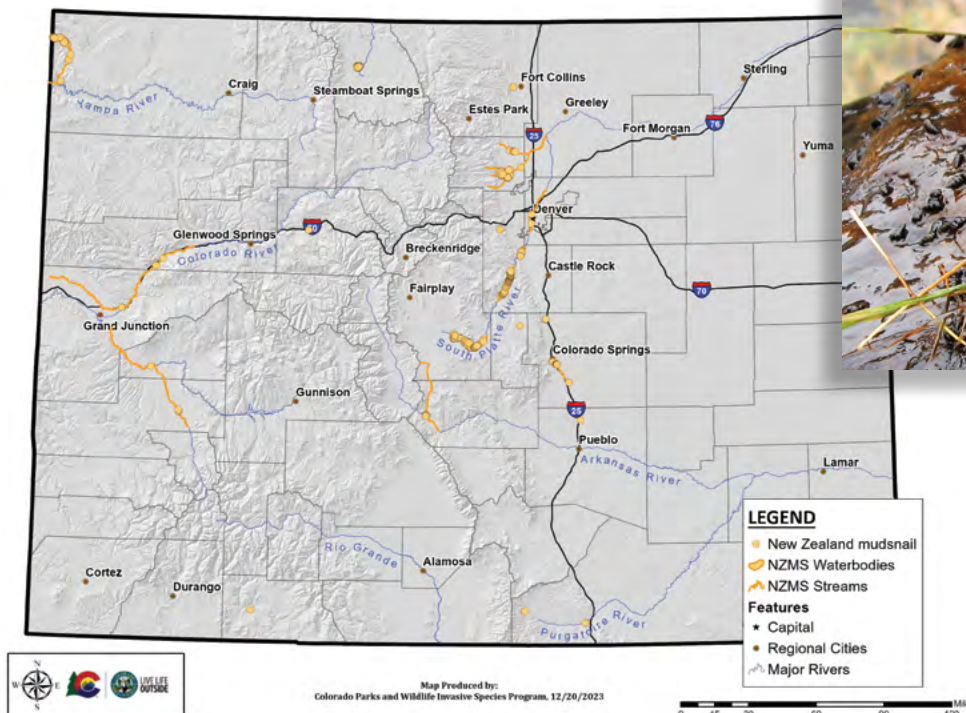 Craig
Steamboat Springs
Yampa River
Fort Collins
Estes Park
Greeley
Sterling
Fort Morgan
76
25
Yuma
Denver
Glenwood Springs
Colorado River
Breckenridge
Castle Rock
70
Fairplay
Grand Junction
South Platte River
Colorado Springs
Gunnison
25
Pueblo
Arkansas River
Lamar
Rio Grande
Alamosa
Cortez
Durango
Purgatoire River
LEGEND
New Zealand mudsnail
NZMS Waterbodies
NZMS Streams
Features
Capital
Regional Cities
Major Rivers
N
W E
S
C
LIVE LIFE
OUTSIDE
Map Produced by:
Colorado Parks and Wildlife Invasive Species Program, 12/20/2023